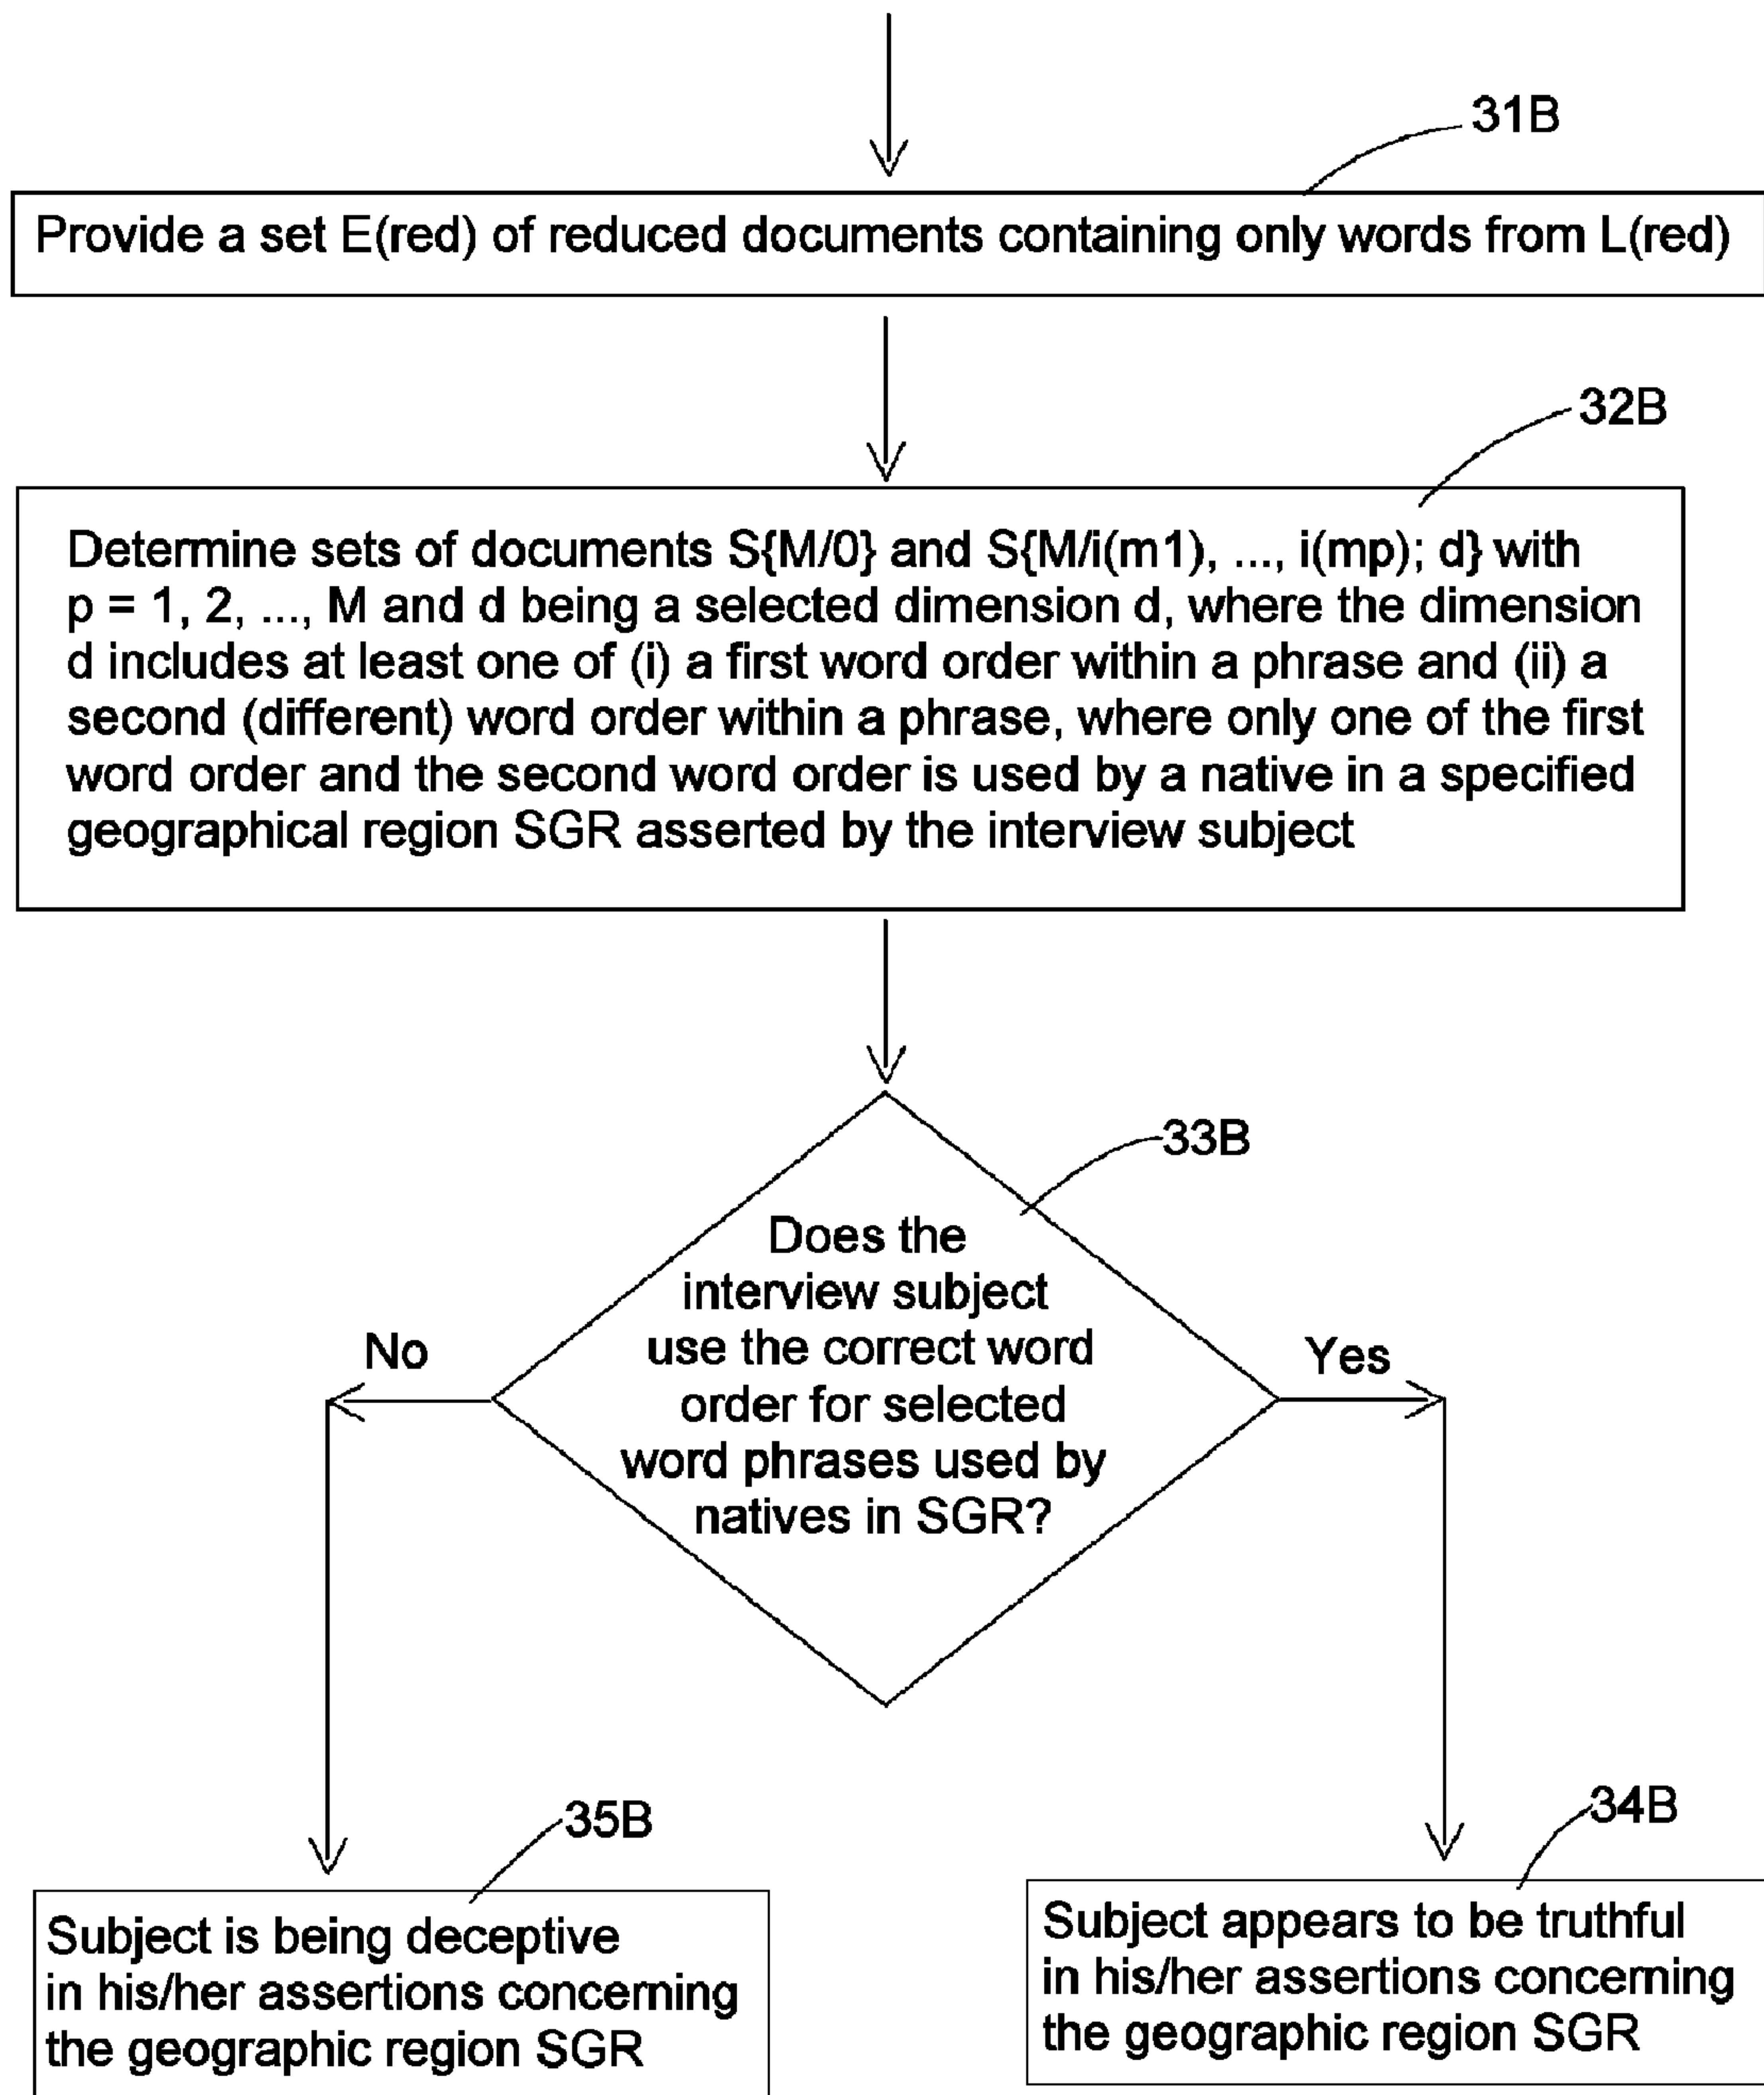 31B
Provide a set E(red) of reduced documents containing only words from L(red)
32B
Determine sets of documents S{M/0} and S{M/i(m1), ..., i(mp); d} with
p = 1, 2, ..., M and d being a selected dimension d, where the dimension
d includes at least one of (i) a first word order within a phrase and (ii) a
second (different) word order within a phrase, where only one of the first
word order and the second word order is used by a native in a specified
geographical region SGR asserted by the interview subject
33B
Does the
interview subject
use the correct word
order for selected
word phrases used by
natives in SGR?
No
Yes
35B
Subject is being deceptive
in his/her assertions concerning
the geographic region SGR
34B
Subject appears to be truthful
in his/her assertions concerning
the geographic region SGR